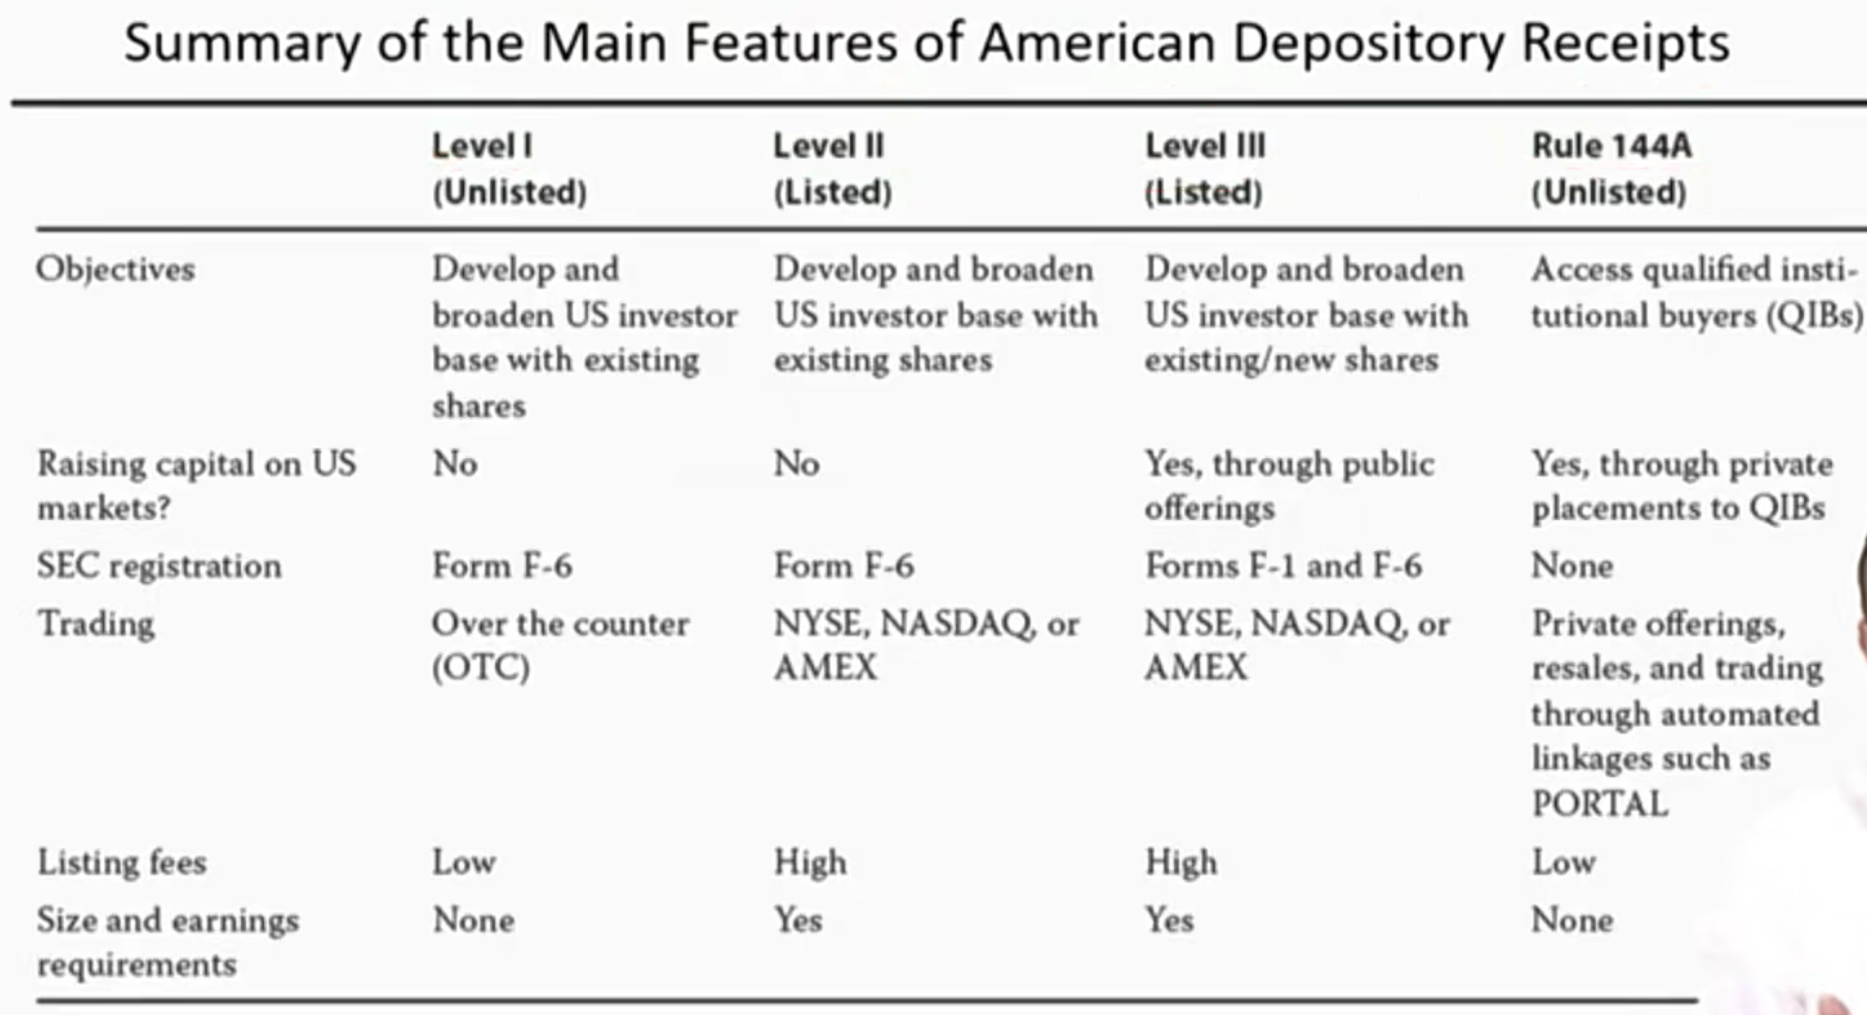 Summary of the Main Features of American Depository Receipts
Level I
(Unlisted)
Level II
(Listed)
Level III
(Listed)
Rule 144A
(Unlisted)
Objectives
Develop and
broaden US investor
base with existing
shares
Develop and broaden
US investor base with
existing shares
Develop and broaden
US investor base with
existing/new shares
Access qualified insti-
tutional buyers (QIBs)
Raising capital on US
markets?
No
No
Yes, through public
offerings
Yes, through private
placements to QIBs
SEC registration
Form F-6
Form F-6
Forms F-1 and F-6
None
Trading
Over the counter
(OTC)
NYSE, NASDAQ, or
AMEX
NYSE, NASDAQ, or
AMEX
Private offerings,
resales, and trading
through automated
linkages such as
PORTAL
Listing fees
Low
High
High
Low
Size and earnings
requirements
None
Yes
Yes
None